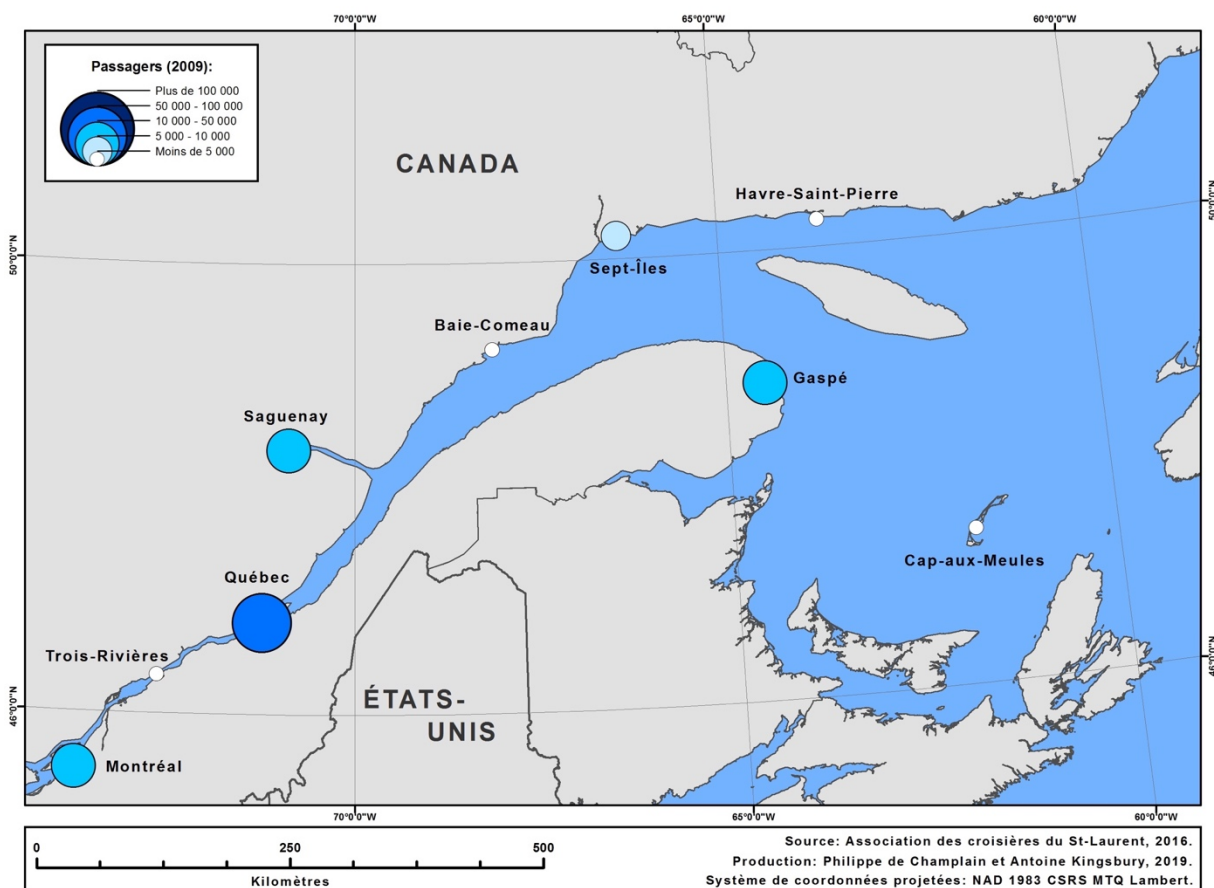 70°0'0"W
65°0'0"W
60°0'0"W
Passagers (2009):
Plus de 100 000
50 000 - 100 000
10 000 - 50 000
5 000 - 10 000
Moins de 5 000
CANADA
Havre-Saint-Pierre
50°0'0"N
50°0'0"N
Sept-Îles
Baie-Comeau
Gaspé
Saguenay
Cap-aux-Meules
Québec
Trois-Rivières
46°0'0"N
46°0'0"N
ÉTATS-
UNIS
Montréal
70°0'0"W
65°0'0"W
60°0'0"W
0
250
500
Kilomètres
Source: Association des croisières du St-Laurent, 2016.
Production: Philippe de Champlain et Antoine Kingsbury, 2019.
Système de coordonnées projetées: NAD 1983 CSRS MTQ Lambert.